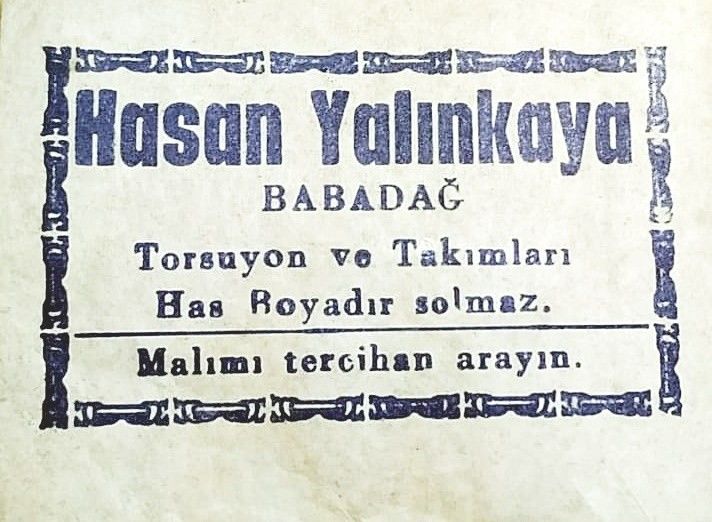 Hasan Yalınkaya
BABADAĞ
Torsuyon ve Takımları
Has Boyadır solmaz.
Malımı tercihan arayın.